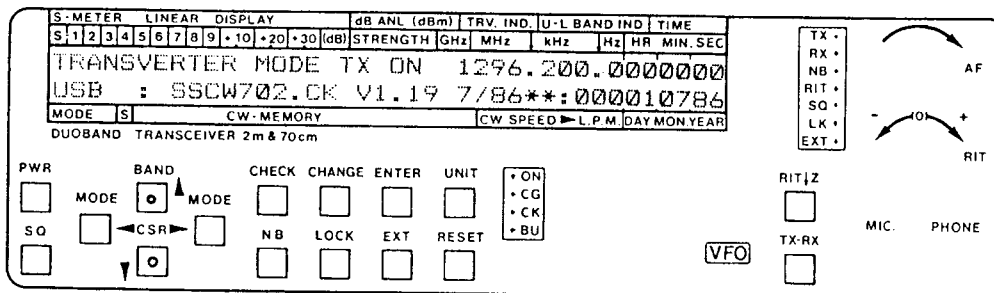 S-METER LINEAR DISPLAY dB ANL (dBm) TRV. IND. U-L BAND IND TIME
S 1 2 3 4 5 6 7 8 9 +10 +20 +30 (dB) STRENGTH GHz MHz kHz Hz HR MIN. SEC
TRANSVERTER MODE TX ON 1296.200.0000000
USB : SSCW702.CK V1.19 7/86**:000010786
MODE S CW-MEMORY CW SPEED ► L.P.M. DAY MON. YEAR
DUOBAND TRANSCEIVER 2m & 70cm
TX
RX
NB
RIT
SQ
LK
EXT
AF
- (0) +
RIT
PWR BAND CHECK CHANGE ENTER UNIT
MODE MODE
◄CSR►
SQ NB LOCK EXT RESET
ON
CG
CK
BU
VFO
RIT↓Z
TX-RX
MIC. PHONE